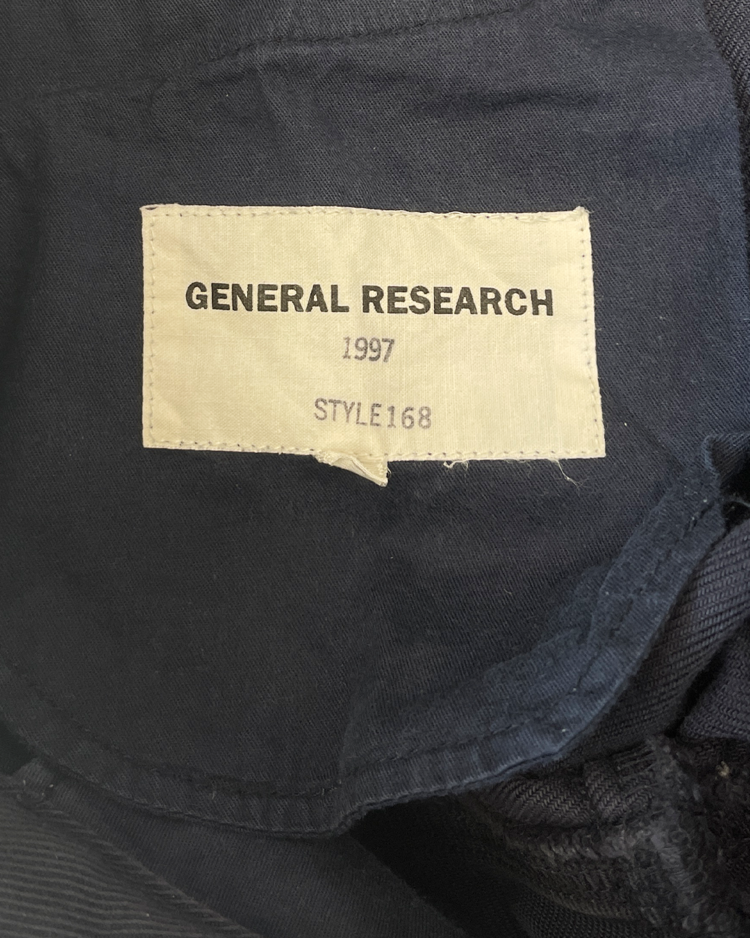 GENERAL RESEARCH
1997
STYLE168